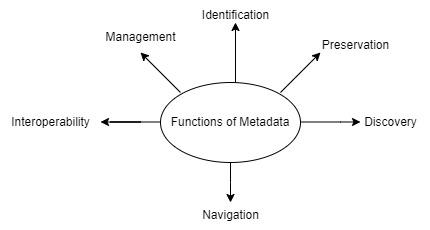 Identification
Management
Preservation
Interoperability
Functions of Metadata
Discovery
Navigation